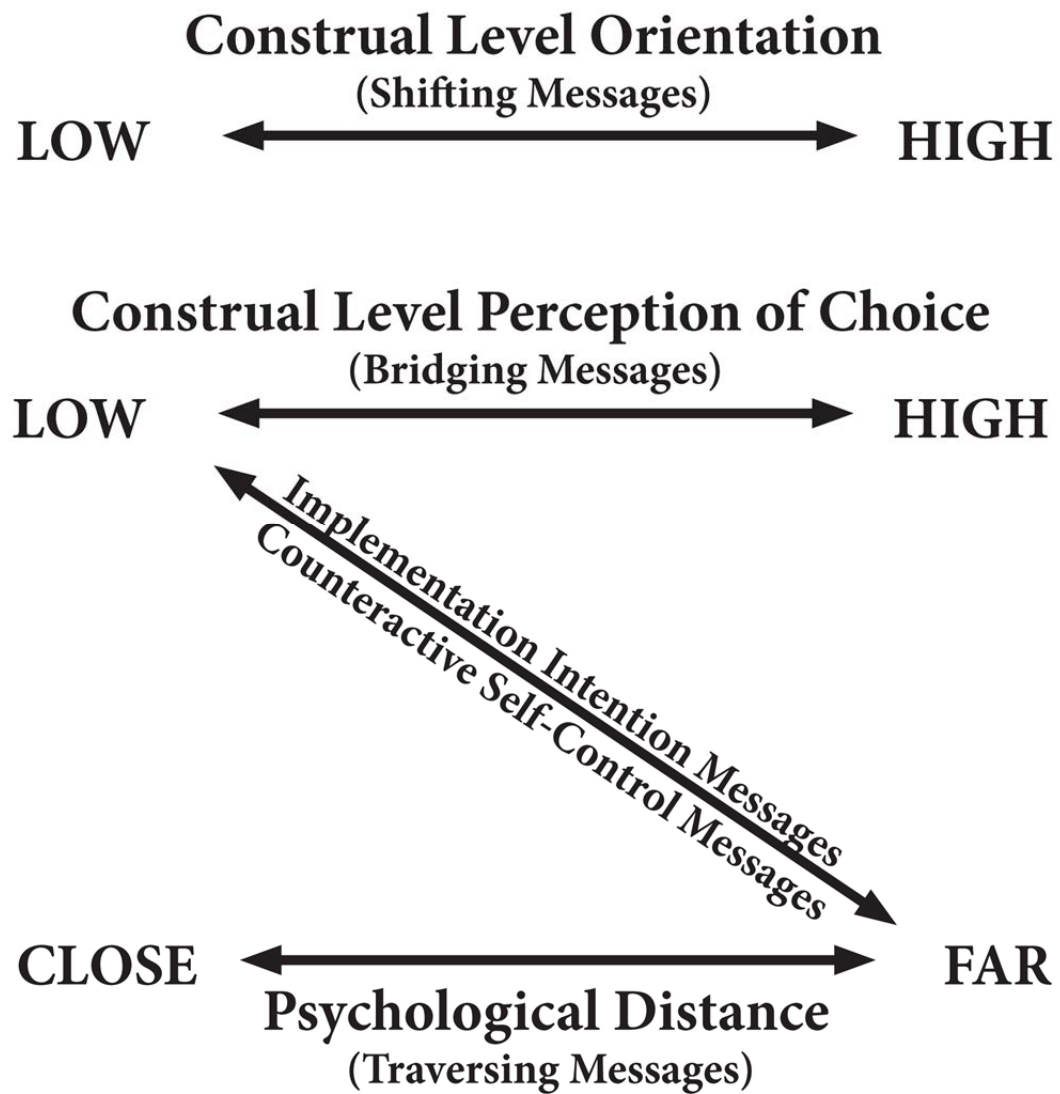 Construal Level Orientation
(Shifting Messages)
LOW HIGH
Construal Level Perception of Choice
(Bridging Messages)
LOW HIGH
Implementation Intention Messages
Counteractive Self-Control Messages
CLOSE FAR
Psychological Distance
(Traversing Messages)